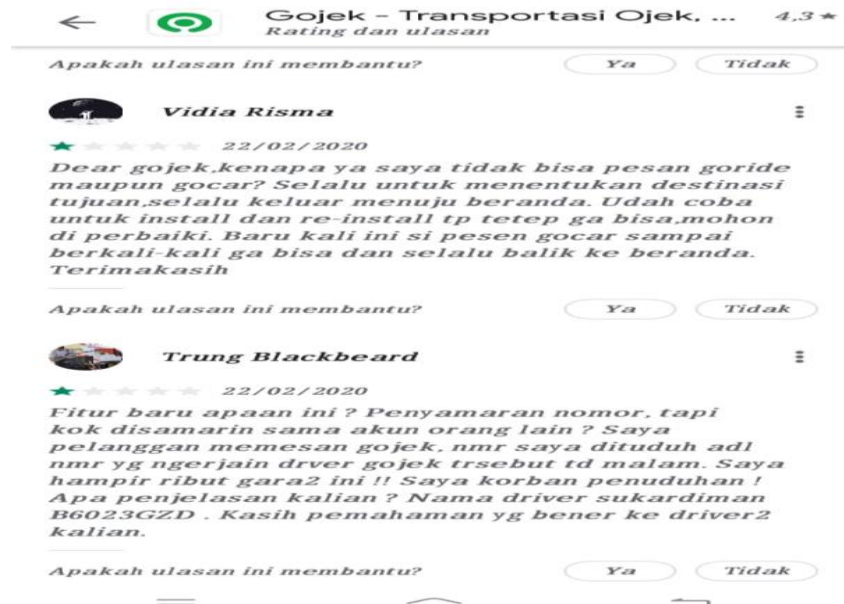 Gojek - Transportasi Ojek, ... 4,3 ★
Rating dan ulasan
Apakah ulasan ini membantu? Ya Tidak
Vidia Risma
22/02/2020
Dear gojek,kenapa ya saya tidak bisa pesan goride
maupun gocar? Selalu untuk menentukan destinasi
tujuan,selalu keluar menuju beranda. Udah coba
untuk install dan re-install tp tetep ga bisa,mohon
di perbaiki. Baru kali ini si pesen gocar sampai
berkali-kali ga bisa dan selalu balik ke beranda.
Terimakasih
Apakah ulasan ini membantu? Ya Tidak
Trung Blackbeard
22/02/2020
Fitur baru apaan ini ? Penyamaran nomor, tapi
kok disamarin sama akun orang lain ? Saya
pelanggan memesan gojek, nmr saya dituduh adl
nmr yg ngerjain drver gojek trsebut td malam. Saya
hampir ribut gara2 ini !! Saya korban penuduhan !
Apa penjelasan kalian ? Nama driver sukardiman
B6023GZD . Kasih pemahaman yg bener ke driver2
kalian.
Apakah ulasan ini membantu? Ya Tidak